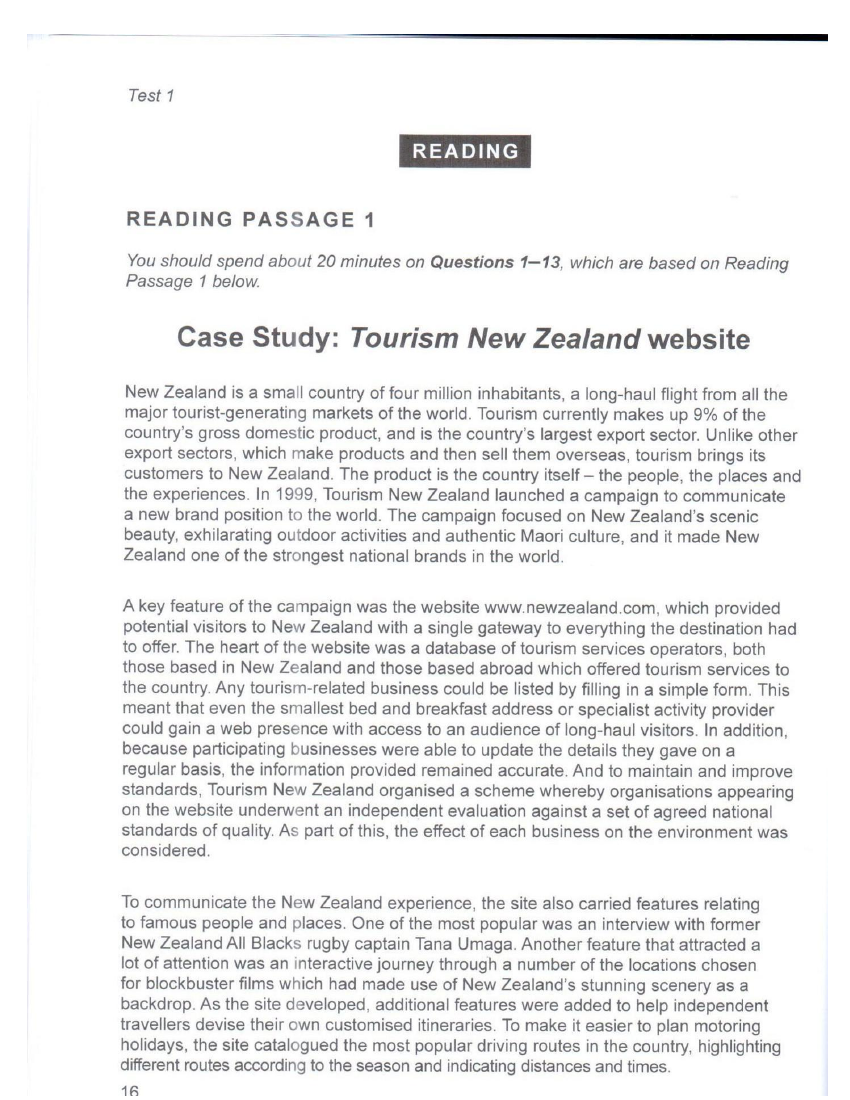 Test 1
READING
READING PASSAGE 1
You should spend about 20 minutes on Questions 1–13, which are based on Reading
Passage 1 below.
Case Study: Tourism New Zealand website
New Zealand is a small country of four million inhabitants, a long-haul flight from all the
major tourist-generating markets of the world. Tourism currently makes up 9% of the
country's gross domestic product, and is the country's largest export sector. Unlike other
export sectors, which make products and then sell them overseas, tourism brings its
customers to New Zealand. The product is the country itself – the people, the places and
the experiences. In 1999, Tourism New Zealand launched a campaign to communicate
a new brand position to the world. The campaign focused on New Zealand's scenic
beauty, exhilarating outdoor activities and authentic Maori culture, and it made New
Zealand one of the strongest national brands in the world.
A key feature of the campaign was the website www.newzealand.com, which provided
potential visitors to New Zealand with a single gateway to everything the destination had
to offer. The heart of the website was a database of tourism services operators, both
those based in New Zealand and those based abroad which offered tourism services to
the country. Any tourism-related business could be listed by filling in a simple form. This
meant that even the smallest bed and breakfast address or specialist activity provider
could gain a web presence with access to an audience of long-haul visitors. In addition,
because participating businesses were able to update the details they gave on a
regular basis, the information provided remained accurate. And to maintain and improve
standards, Tourism New Zealand organised a scheme whereby organisations appearing
on the website underwent an independent evaluation against a set of agreed national
standards of quality. As part of this, the effect of each business on the environment was
considered.
To communicate the New Zealand experience, the site also carried features relating
to famous people and places. One of the most popular was an interview with former
New Zealand All Blacks rugby captain Tana Umaga. Another feature that attracted a
lot of attention was an interactive journey through a number of the locations chosen
for blockbuster films which had made use of New Zealand's stunning scenery as a
backdrop. As the site developed, additional features were added to help independent
travellers devise their own customised itineraries. To make it easier to plan motoring
holidays, the site catalogued the most popular driving routes in the country, highlighting
different routes according to the season and indicating distances and times.
16